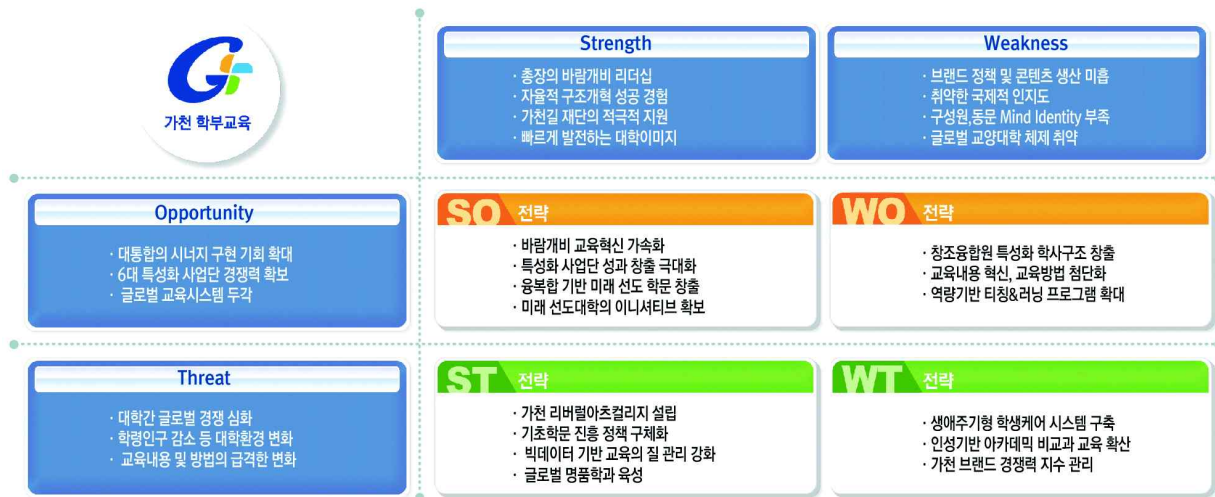 가천 학부교육
Strength
· 총장의 바람개비 리더십
· 자율적 구조개혁 성공 경험
· 가천길 재단의 적극적 지원
· 빠르게 발전하는 대학이미지
Weakness
· 브랜드 정책 및 콘텐츠 생산 미흡
· 취약한 국제적 인지도
· 구성원,동문 Mind Identity 부족
· 글로벌 교양대학 체제 취약
Opportunity
· 대통합의 시너지 구현 기회 확대
· 6대 특성화 사업단 경쟁력 확보
· 글로벌 교육시스템 두각
SO 전략
· 바람개비 교육혁신 가속화
· 특성화 사업단 성과 창출 극대화
· 융복합 기반 미래 선도 학문 창출
· 미래 선도대학의 이니셔티브 확보
WO 전략
· 창조융합원 특성화 학사구조 창출
· 교육내용 혁신, 교육방법 첨단화
· 역량기반 티칭&러닝 프로그램 확대
Threat
· 대학간 글로벌 경쟁 심화
· 학령인구 감소 등 대학환경 변화
· 교육내용 및 방법의 급격한 변화
ST 전략
· 가천 리버럴아츠컬리지 설립
· 기초학문 진흥 정책 구체화
· 빅데이터 기반 교육의 질 관리 강화
· 글로벌 명품학과 육성
WT 전략
· 생애주기형 학생케어 시스템 구축
· 인성기반 아카데믹 비교과 교육 확산
· 가천 브랜드 경쟁력 지수 관리